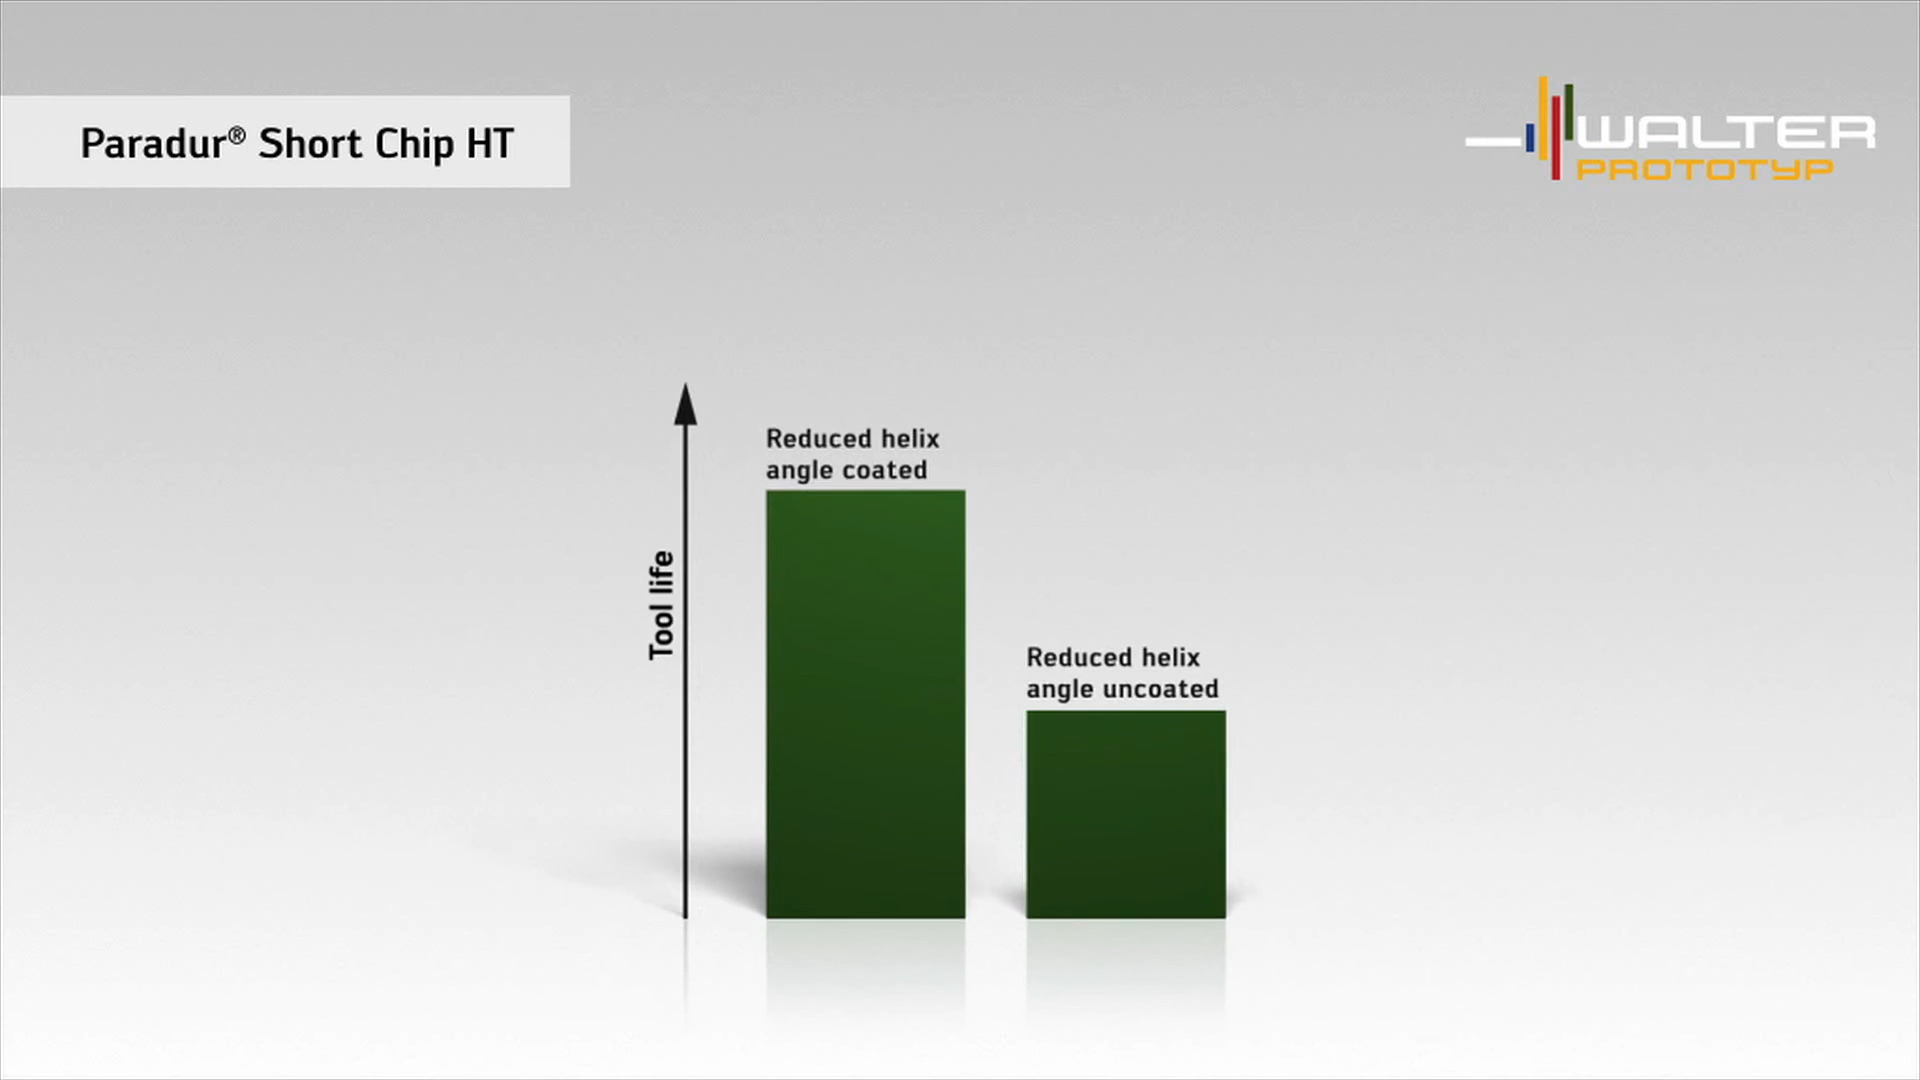 Paradur® Short Chip HT
WALTER
PROTOTYP
Reduced helix
angle coated
Tool life
Reduced helix
angle uncoated